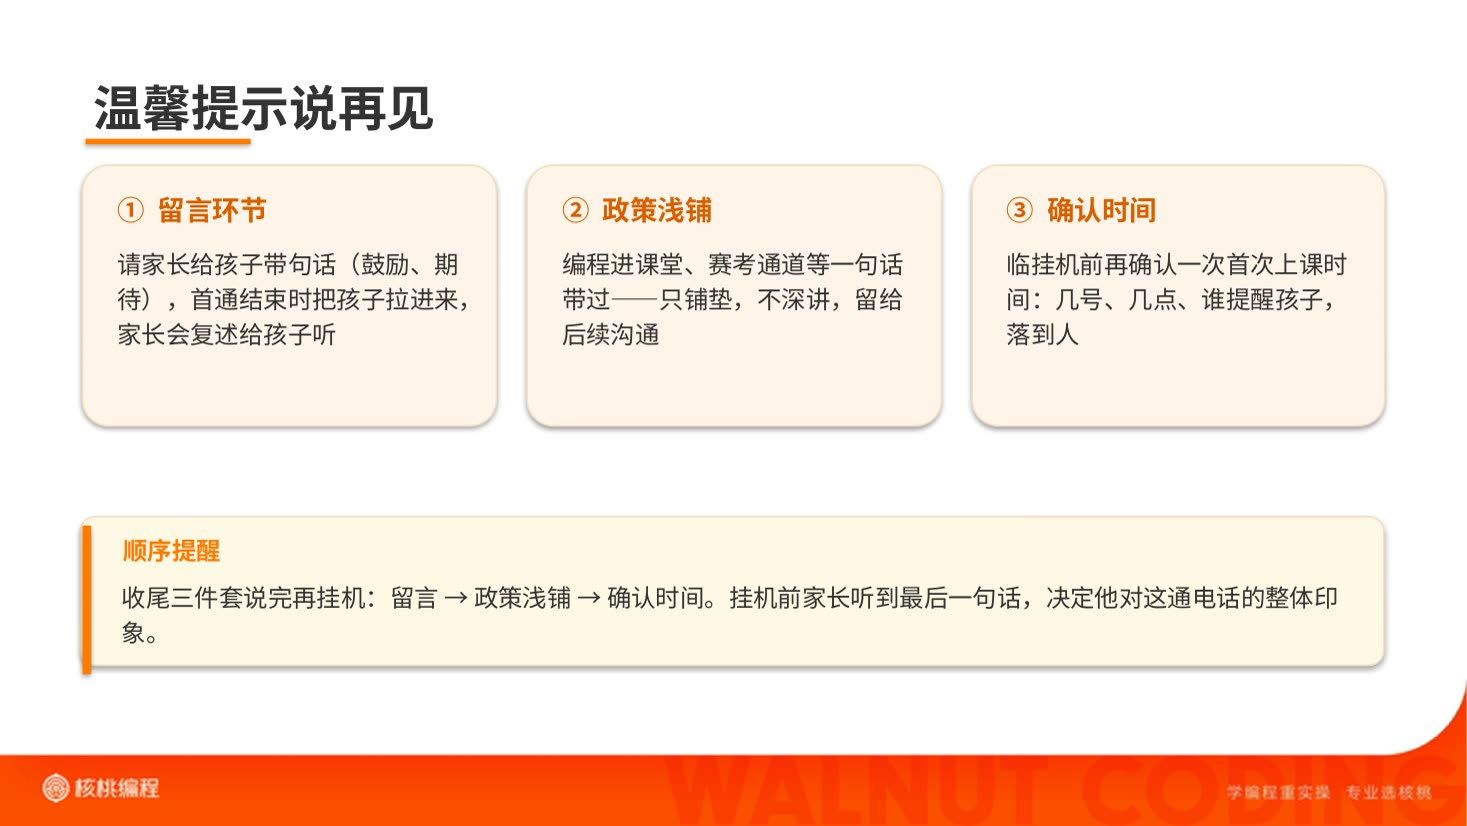 温馨提示说再见
① 留言环节
请家长给孩子带句话（鼓励、期
待），首通结束时把孩子拉进来，
家长会复述给孩子听
② 政策浅铺
编程进课堂、赛考通道等一句话
带过——只铺垫，不深讲，留给
后续沟通
③ 确认时间
临挂机前再确认一次首次上课时
间：几号、几点、谁提醒孩子，
落到人
顺序提醒
收尾三件套说完再挂机：留言 → 政策浅铺 → 确认时间。挂机前家长听到最后一句话，决定他对这通电话的整体印
象。
核桃编程
WALNUT CODING
学编程重实操 专业选核桃